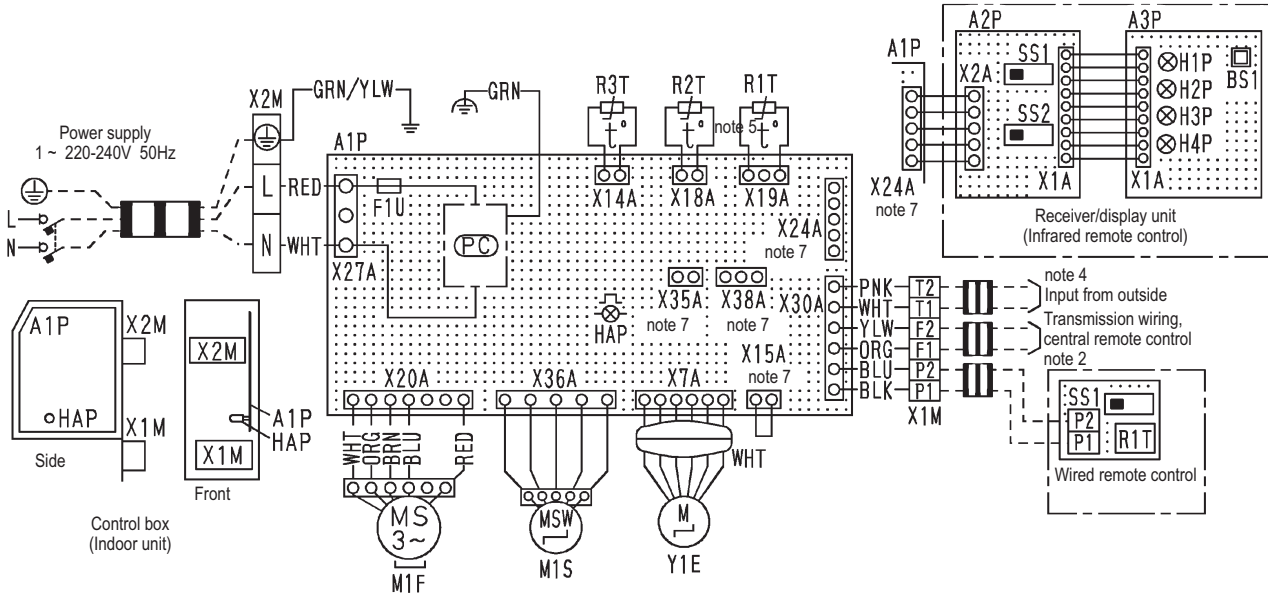 Power supply
1 ~ 220-240V 50Hz
L
N
X2M
L
N
GRN/YLW
GRN
RED
WHT
A1P
F1U
X27A
PC
R3T
R2T
R1T
note 5
t°
t°
t°
X14A
X18A
X19A
X24A
note 7
X35A
note 7
X38A
note 7
X30A
HAP
X15A
note 7
X20A
X36A
X7A
WHT
ORG
BRN
BLU
RED
WHT
MS
3~
M1F
MSW
M1S
M
Y1E
PNK
WHT
YLW
ORG
BLU
BLK
T2
T1
F2
F1
P2
P1
X1M
note 4
Input from outside
Transmission wiring,
central remote control
note 2
SS1
P2
P1
R1T
Wired remote control
A1P
X24A
note 7
A2P
X2A
SS1
SS2
X1A
A3P
H1P
H2P
H3P
H4P
BS1
X1A
Receiver/display unit
(Infrared remote control)
A1P
X2M
HAP
X1M
Side
X2M
A1P
HAP
X1M
Front
Control box
(Indoor unit)